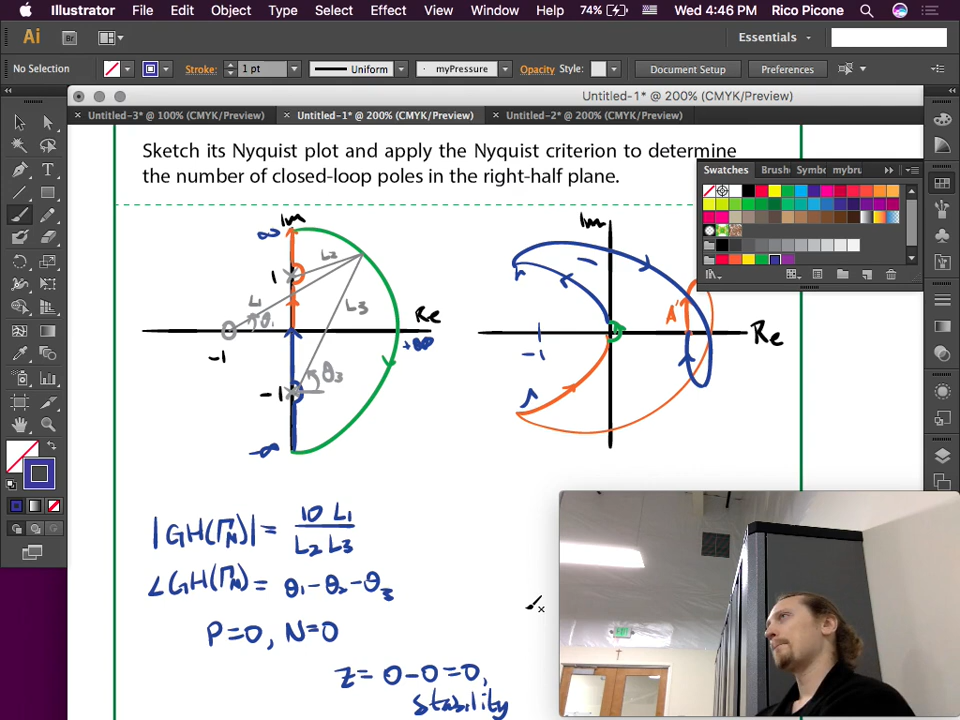 Illustrator File Edit Object Type Select Effect View Window Help 74% Wed 4:46 PM Rico Picone
Ai Br Essentials
No Selection Stroke: 1 pt Uniform myPressure Opacity Style: Document Setup Preferences
Untitled-1* @ 200% (CMYK/Preview)
Untitled-3* @ 100% (CMYK/Preview) Untitled-1* @ 200% (CMYK/Preview) Untitled-2* @ 200% (CMYK/Preview)
Sketch its Nyquist plot and apply the Nyquist criterion to determine
the number of closed-loop poles in the right-half plane.
Swatches Brush Symbo mybru
Im
Im
∞
L2
1
L1
θ1
L3
A'
Re
Re
-1
+∞
-1
θ3
-1
-∞
|GH(ΓN)| = 10 L1
L2 L3
∠GH(ΓN) = θ1-θ2-θ3
P=0, N=0
Z= 0-0=0,
stability